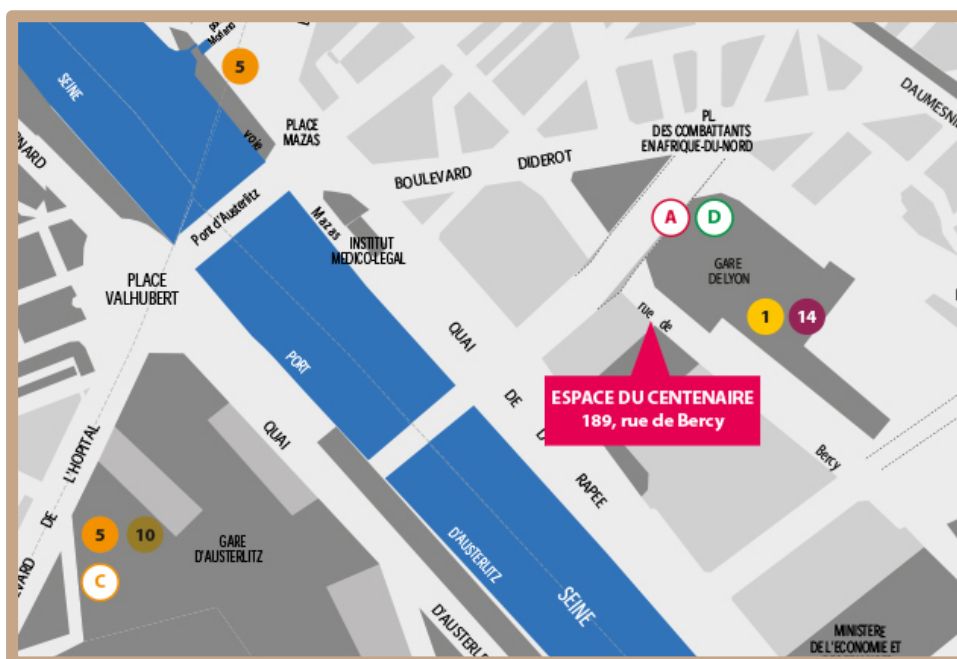 Morland
5
SEINE
PLACE
MAZAS
voie
PL.
DES COMBATTANTS
EN AFRIQUE-DU-NORD
BOULEVARD
DIDEROT
Pont d'Austerlitz
Mazas
INSTITUT
MEDICO-LEGAL
A
D
PLACE
VALHUBERT
GARE
DE LYON
1
14
rue de
QUAI
PORT
DE
ESPACE DU CENTENAIRE
189, rue de Bercy
QUAI
L'HOPITAL
DE
Bercy
LA
RAPEE
5
10
GARE
D'AUSTERLITZ
C
D'AUSTERLITZ
SEINE
MINISTERE
DE L'ECONOMIE ET